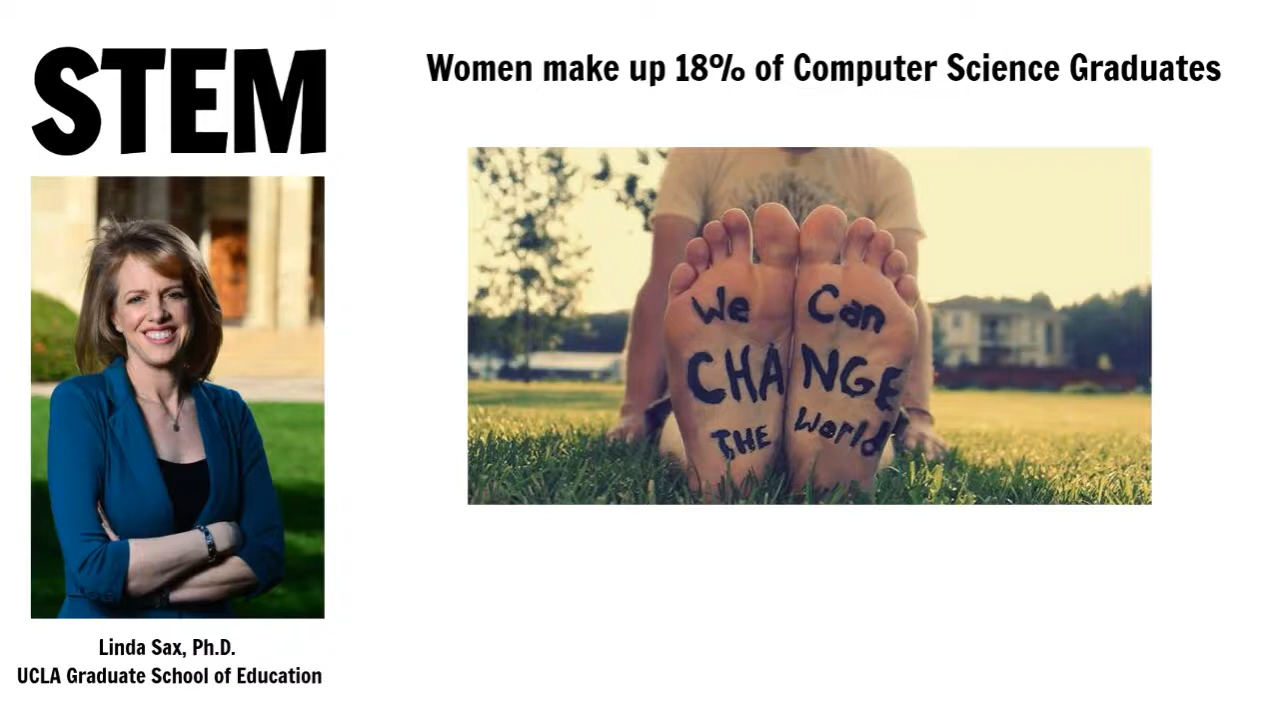 STEM
Women make up 18% of Computer Science Graduates
We Can
CHANGE
THE World!
Linda Sax, Ph.D.
UCLA Graduate School of Education